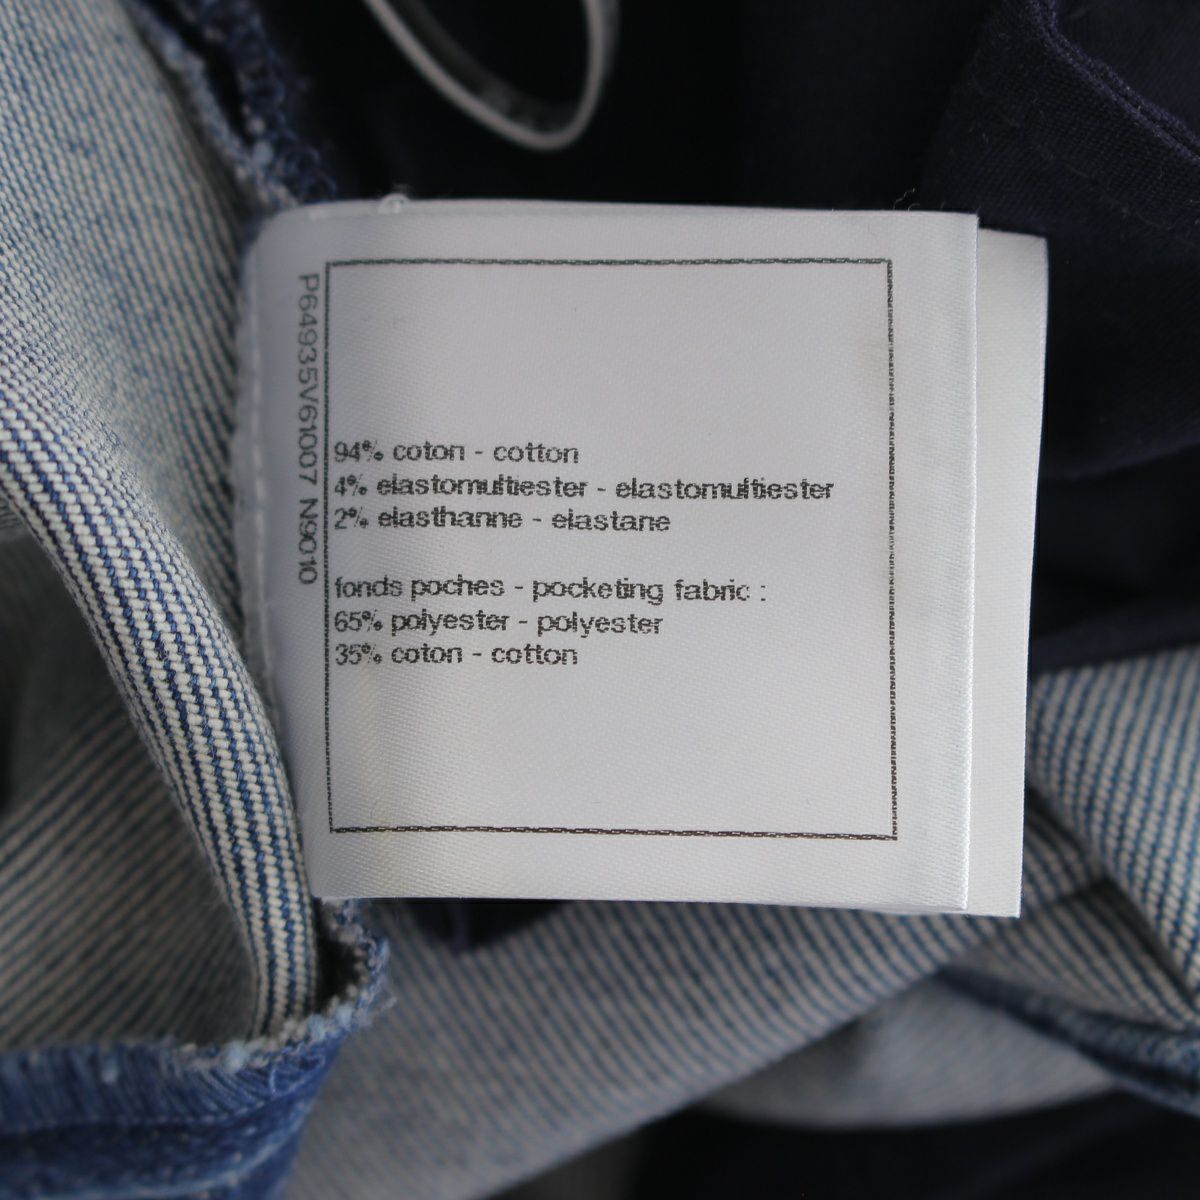 P64935V61007 N9010
94% coton - cotton
4% elastomultiester - elastomultiester
2% elasthanne - elastane
fonds poches - pocketing fabric :
65% polyester - polyester
35% coton - cotton